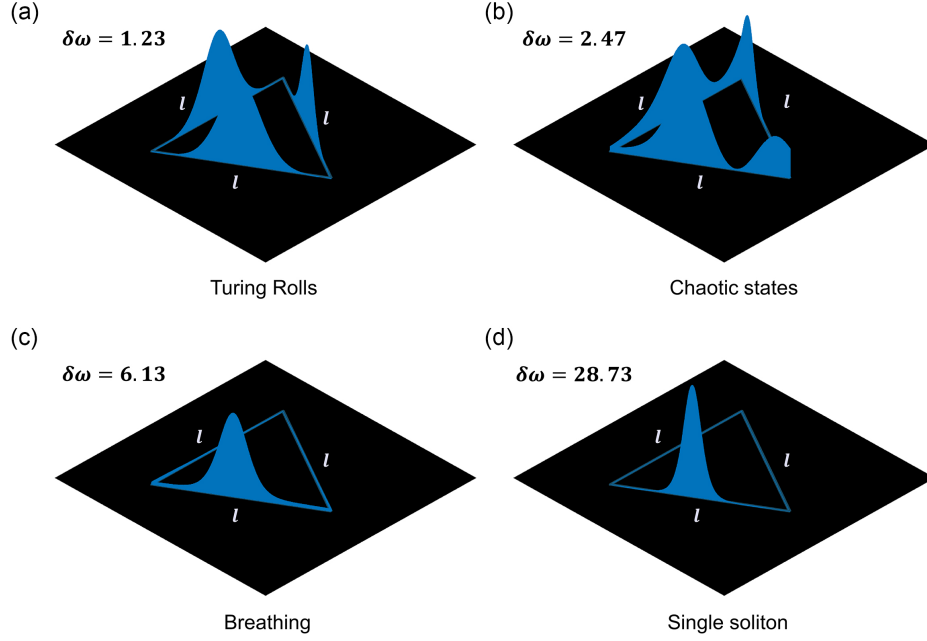 (a)
δω = 1.23
l
l
l
Turing Rolls
(b)
δω = 2.47
l
l
l
Chaotic states
(c)
δω = 6.13
l
l
l
Breathing
(d)
δω = 28.73
l
l
l
Single soliton